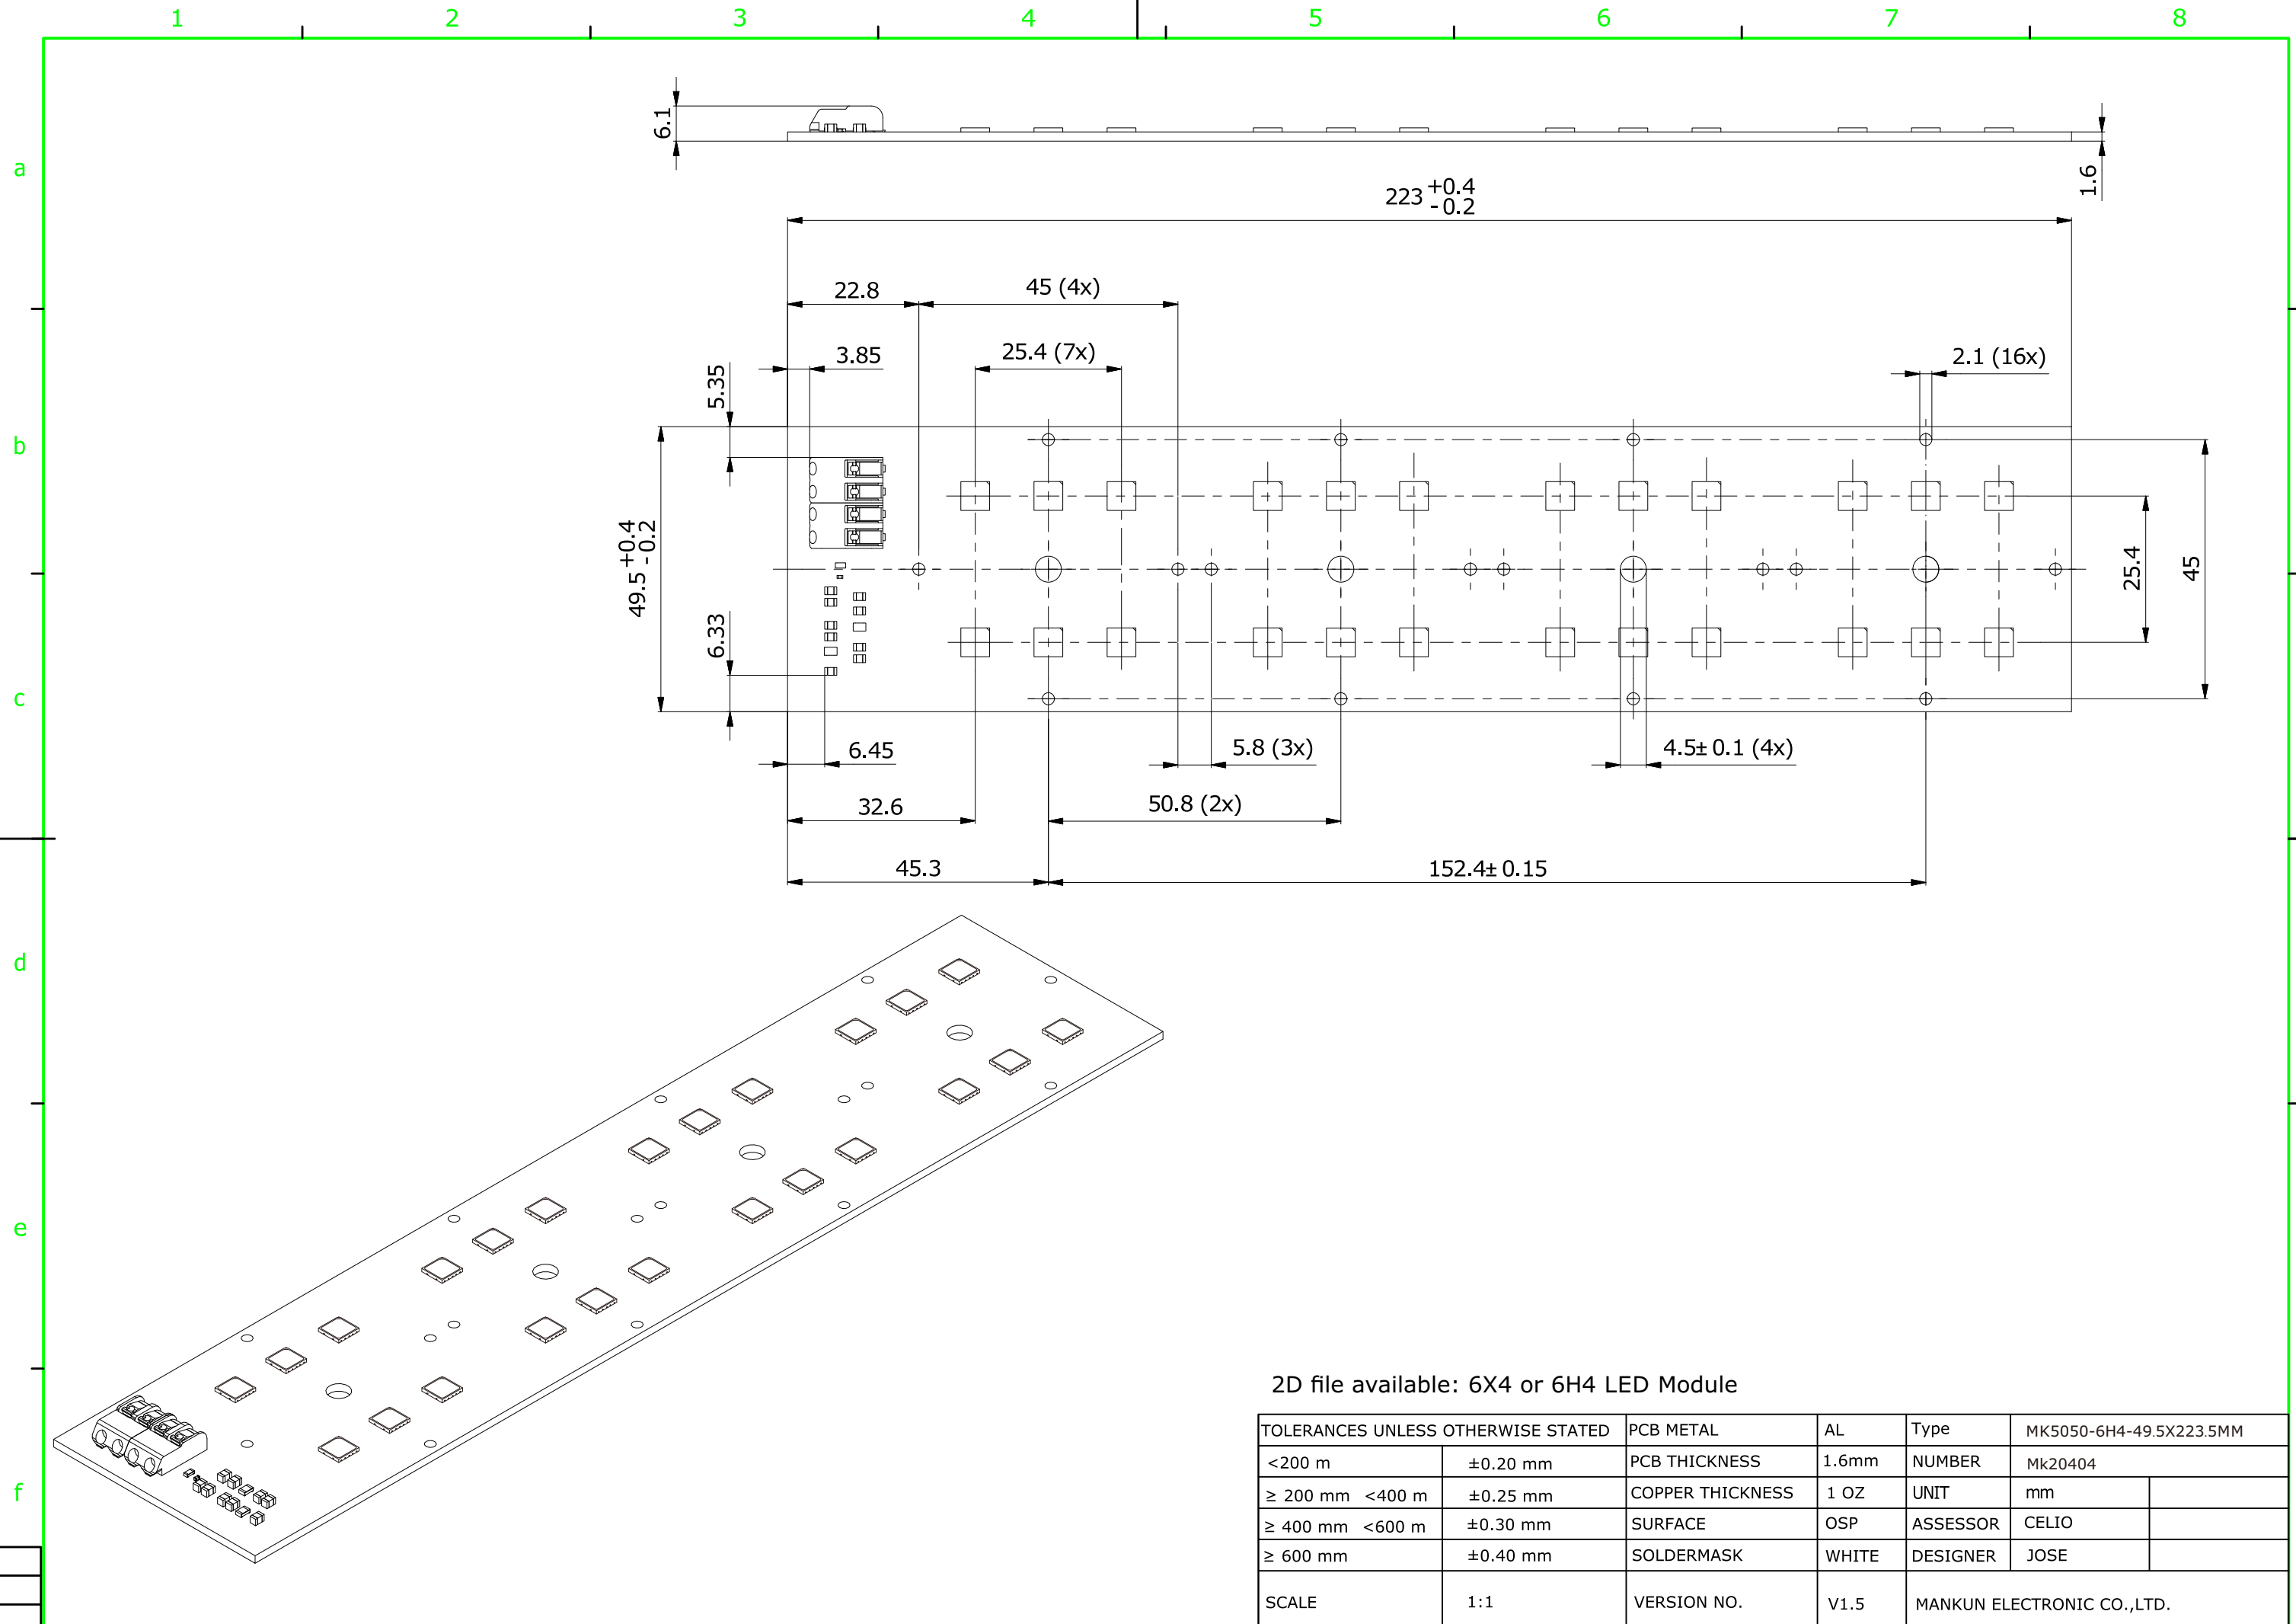 1 2 3 4 5 6 7 8
a
b
c
d
e
f
6.1
1.6
223 +0.4 -0.2
22.8
45 (4x)
3.85
25.4 (7x)
2.1 (16x)
5.35
49.5 +0.4 -0.2
25.4
45
6.33
6.45
5.8 (3x)
4.5± 0.1 (4x)
32.6
50.8 (2x)
45.3
152.4± 0.15
2D file available: 6X4 or 6H4 LED Module
TOLERANCES UNLESS OTHERWISE STATED PCB METAL AL Type MK5050-6H4-49.5X223.5MM
<200 m ±0.20 mm PCB THICKNESS 1.6mm NUMBER Mk20404
≥ 200 mm <400 m ±0.25 mm COPPER THICKNESS 1 OZ UNIT mm
≥ 400 mm <600 m ±0.30 mm SURFACE OSP ASSESSOR CELIO
≥ 600 mm ±0.40 mm SOLDERMASK WHITE DESIGNER JOSE
SCALE 1:1 VERSION NO. V1.5 MANKUN ELECTRONIC CO.,LTD.